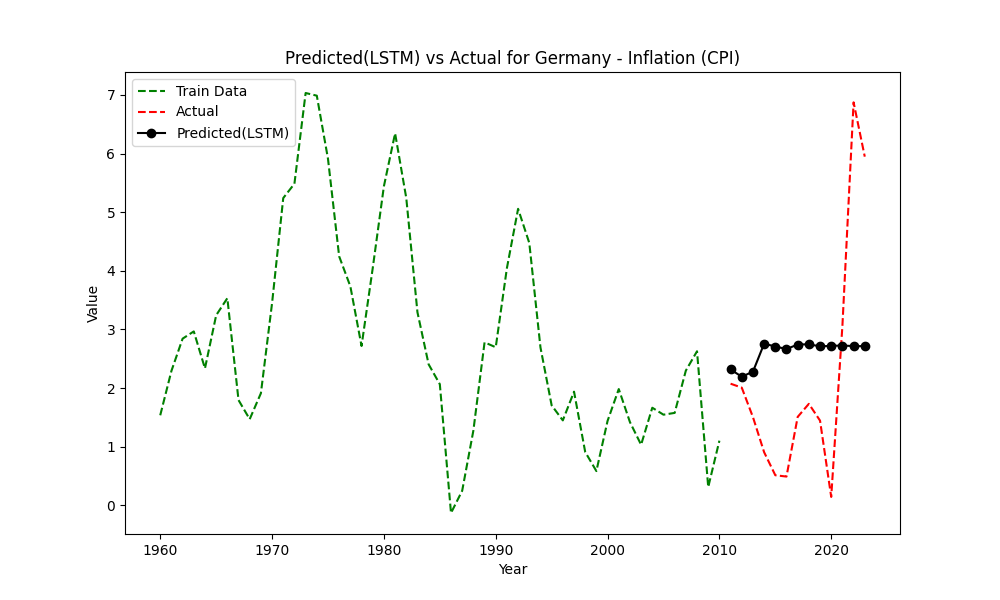 Predicted(LSTM) vs Actual for Germany - Inflation (CPI)
Train Data
Actual
Predicted(LSTM)
7
6
5
4
3
2
1
0
Value
1960 1970 1980 1990 2000 2010 2020
Year